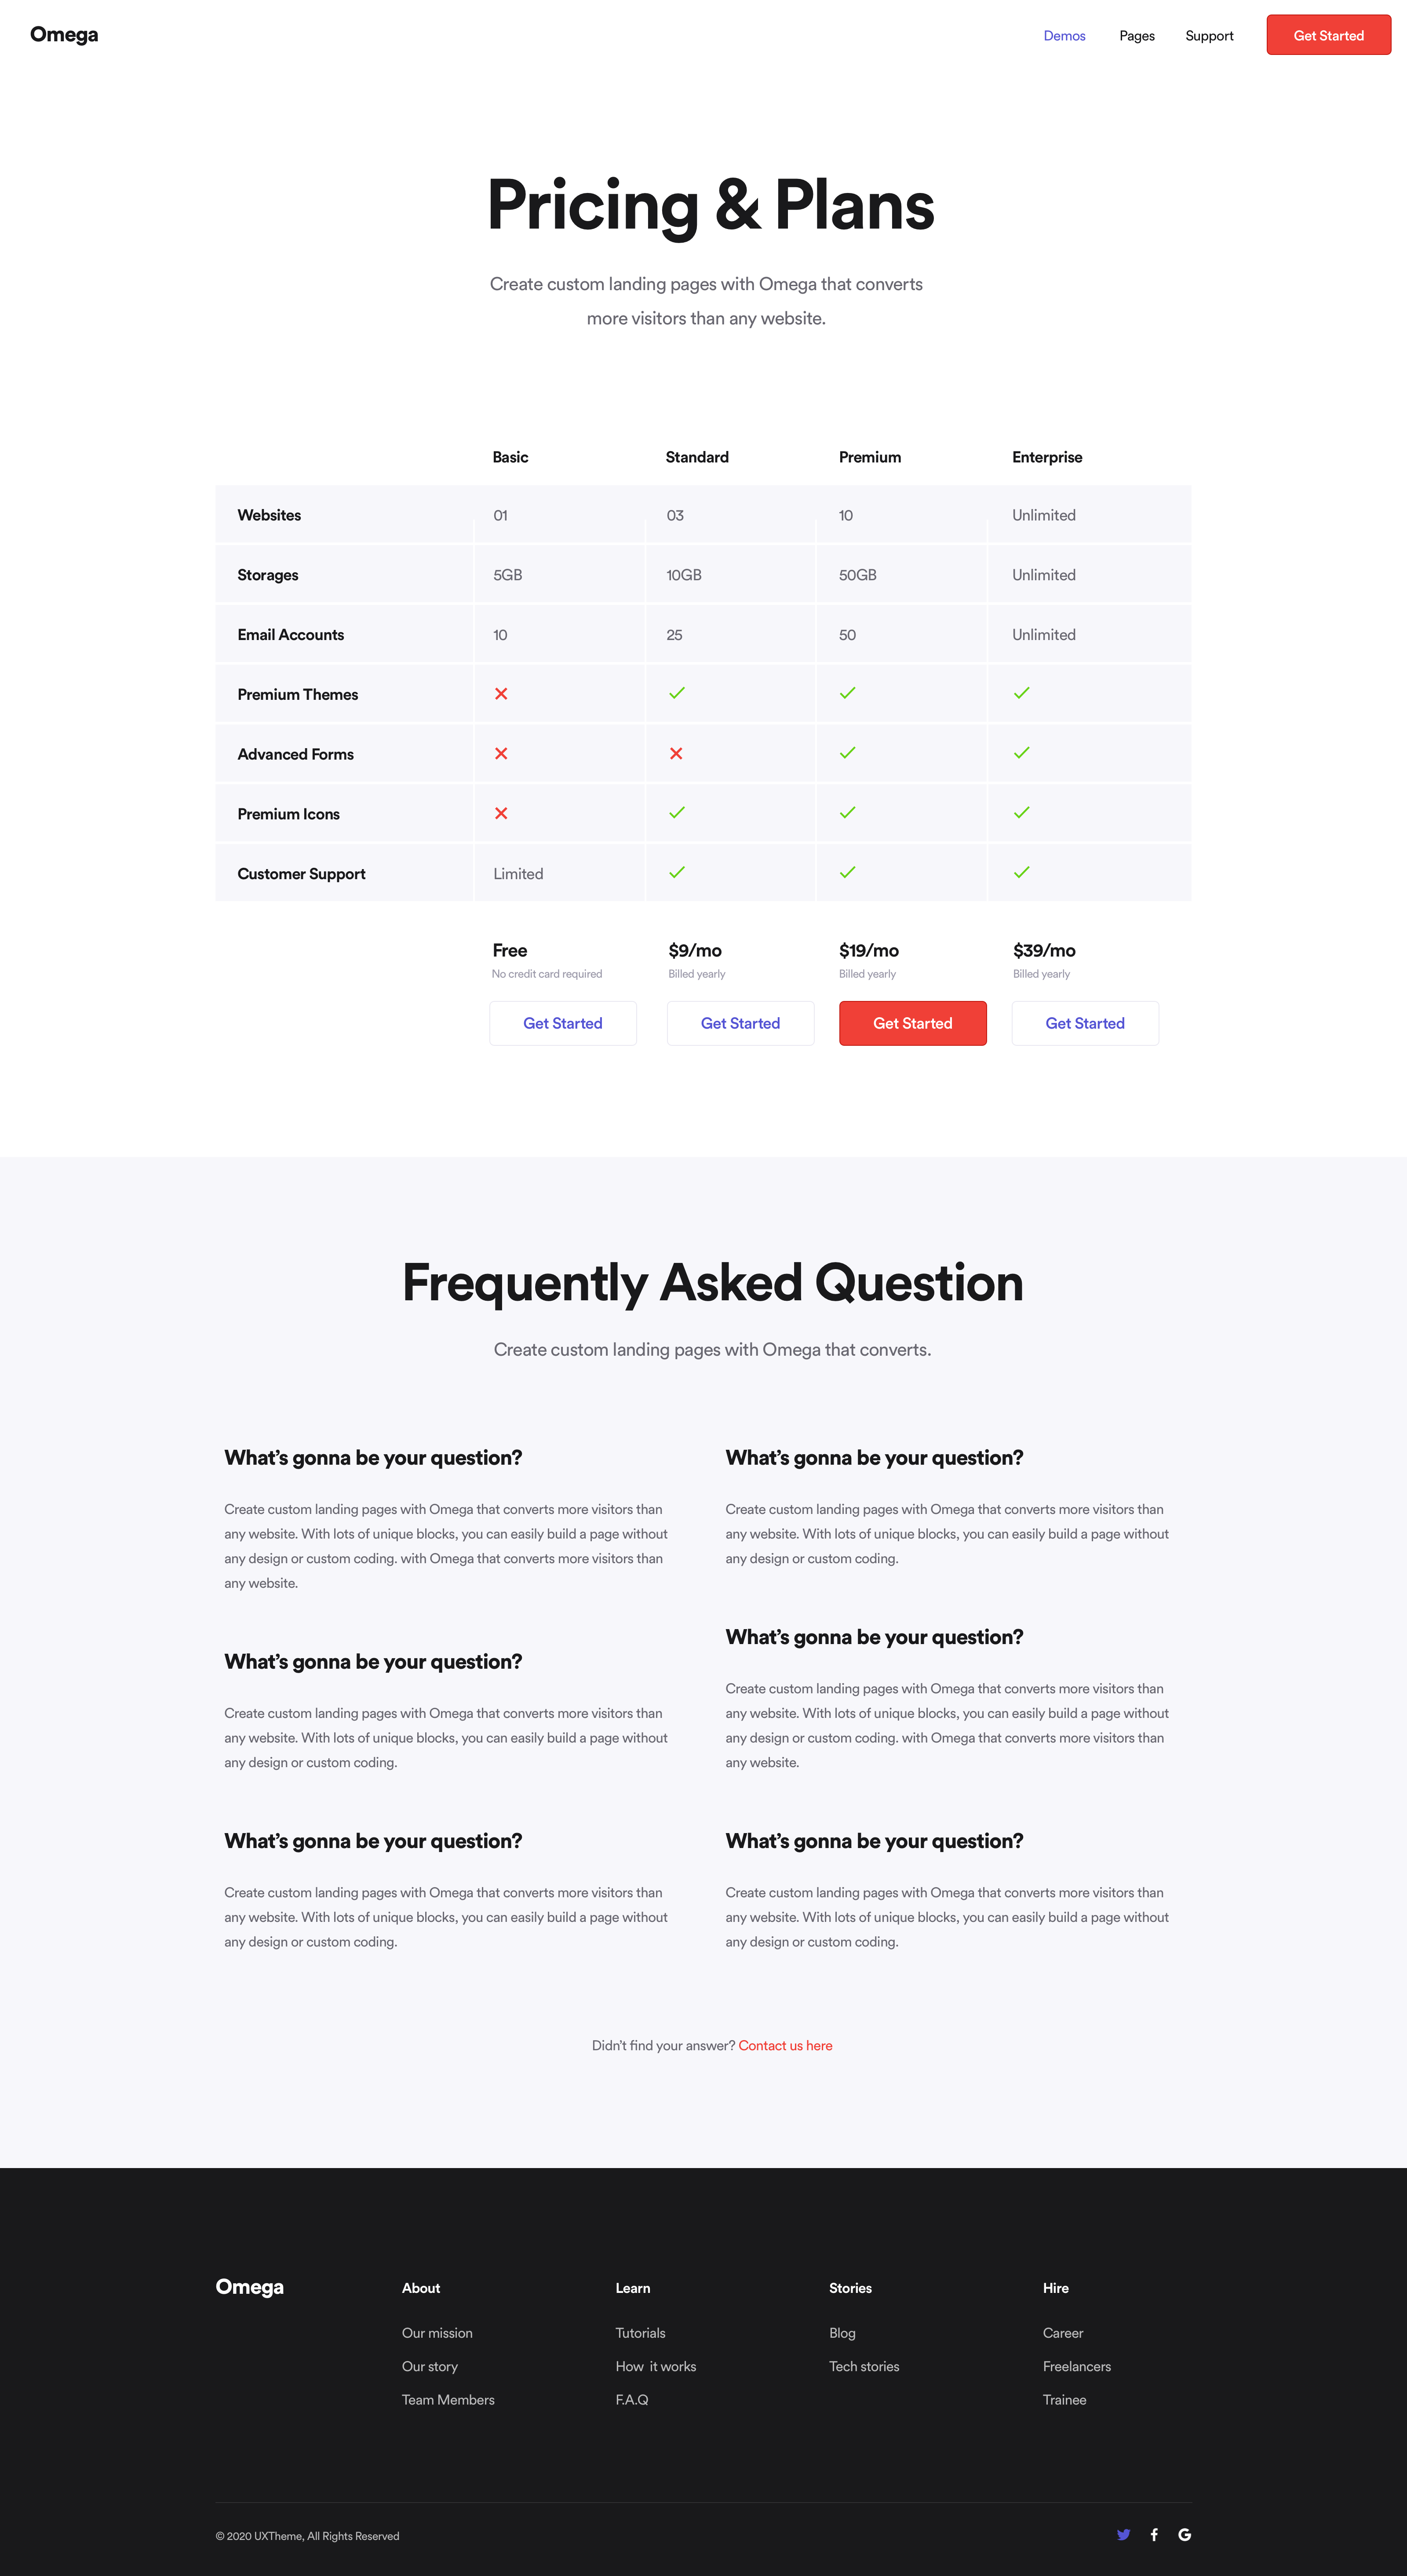 Omega
Demos Pages Support Get Started
Pricing & Plans
Create custom landing pages with Omega that converts
more visitors than any website.
Basic Standard Premium Enterprise
Websites 01 03 10 Unlimited
Storages 5GB 10GB 50GB Unlimited
Email Accounts 10 25 50 Unlimited
Premium Themes
Advanced Forms
Premium Icons
Customer Support Limited
Free $9/mo $19/mo $39/mo
No credit card required Billed yearly Billed yearly Billed yearly
Get Started Get Started Get Started Get Started
Frequently Asked Question
Create custom landing pages with Omega that converts.
What’s gonna be your question?
Create custom landing pages with Omega that converts more visitors than
any website. With lots of unique blocks, you can easily build a page without
any design or custom coding. with Omega that converts more visitors than
any website.
What’s gonna be your question?
Create custom landing pages with Omega that converts more visitors than
any website. With lots of unique blocks, you can easily build a page without
any design or custom coding.
What’s gonna be your question?
Create custom landing pages with Omega that converts more visitors than
any website. With lots of unique blocks, you can easily build a page without
any design or custom coding.
What’s gonna be your question?
Create custom landing pages with Omega that converts more visitors than
any website. With lots of unique blocks, you can easily build a page without
any design or custom coding.
What’s gonna be your question?
Create custom landing pages with Omega that converts more visitors than
any website. With lots of unique blocks, you can easily build a page without
any design or custom coding. with Omega that converts more visitors than
any website.
What’s gonna be your question?
Create custom landing pages with Omega that converts more visitors than
any website. With lots of unique blocks, you can easily build a page without
any design or custom coding.
Didn’t find your answer? Contact us here
Omega
About
Our mission
Our story
Team Members
Learn
Tutorials
How it works
F.A.Q
Stories
Blog
Tech stories
Hire
Career
Freelancers
Trainee
© 2020 UXTheme, All Rights Reserved